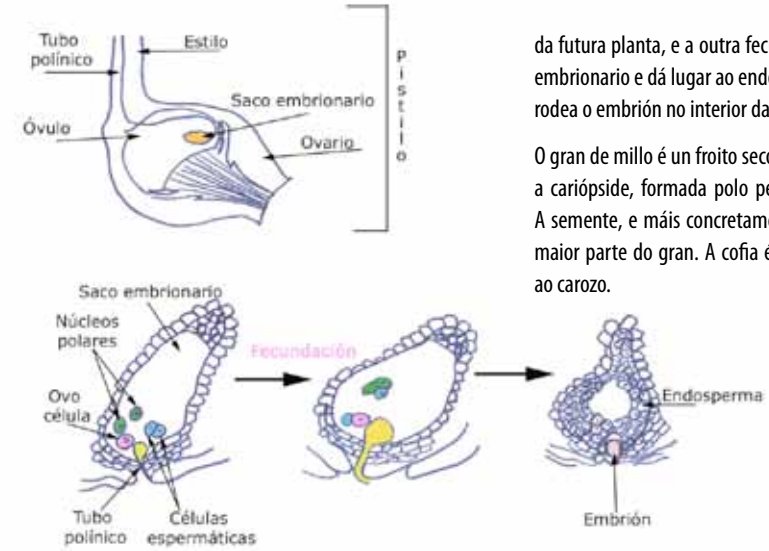 Tubo
polínico
Estilo
Saco embrionario
Óvulo
Ovario
Pistilo
da futura planta, e a outra fec
embrionario e dá lugar ao endo
rodea o embrión no interior da
O gran de millo é un froito seco
a cariópside, formada polo pe
A semente, e máis concretame
maior parte do gran. A cofia é
ao carozo.
Saco embrionario
Núcleos
polares
Ovo
célula
Tubo
polínico
Células
espermáticas
Fecundación
Endosperma
Embrión